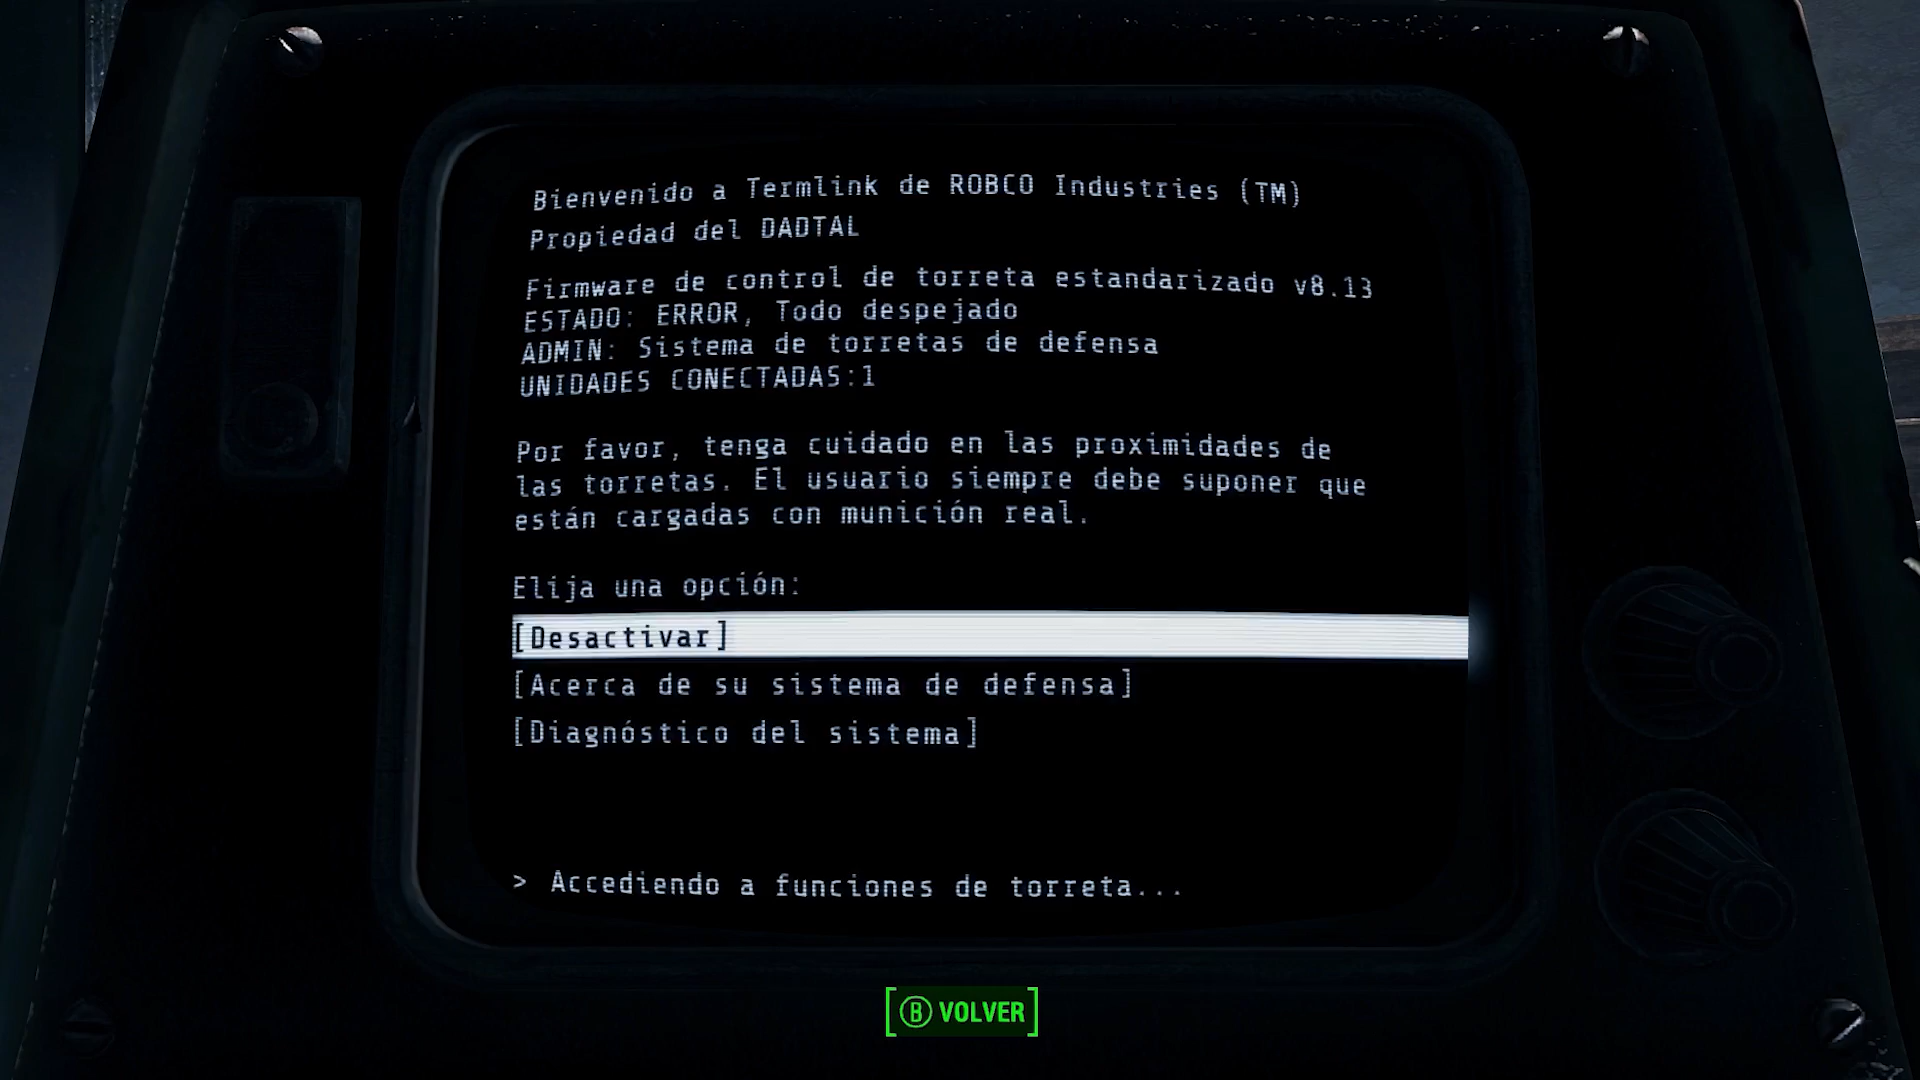 Bienvenido a Termlink de ROBCO Industries (TM)
Propiedad del DADTAL
Firmware de control de torreta estandarizado v8.13
ESTADO: ERROR, Todo despejado
ADMIN: Sistema de torretas de defensa
UNIDADES CONECTADAS:1
Por favor, tenga cuidado en las proximidades de
las torretas. El usuario siempre debe suponer que
están cargadas con munición real.
Elija una opción:
[Desactivar]
[Acerca de su sistema de defensa]
[Diagnóstico del sistema]
> Accediendo a funciones de torreta...
[Ⓑ VOLVER]